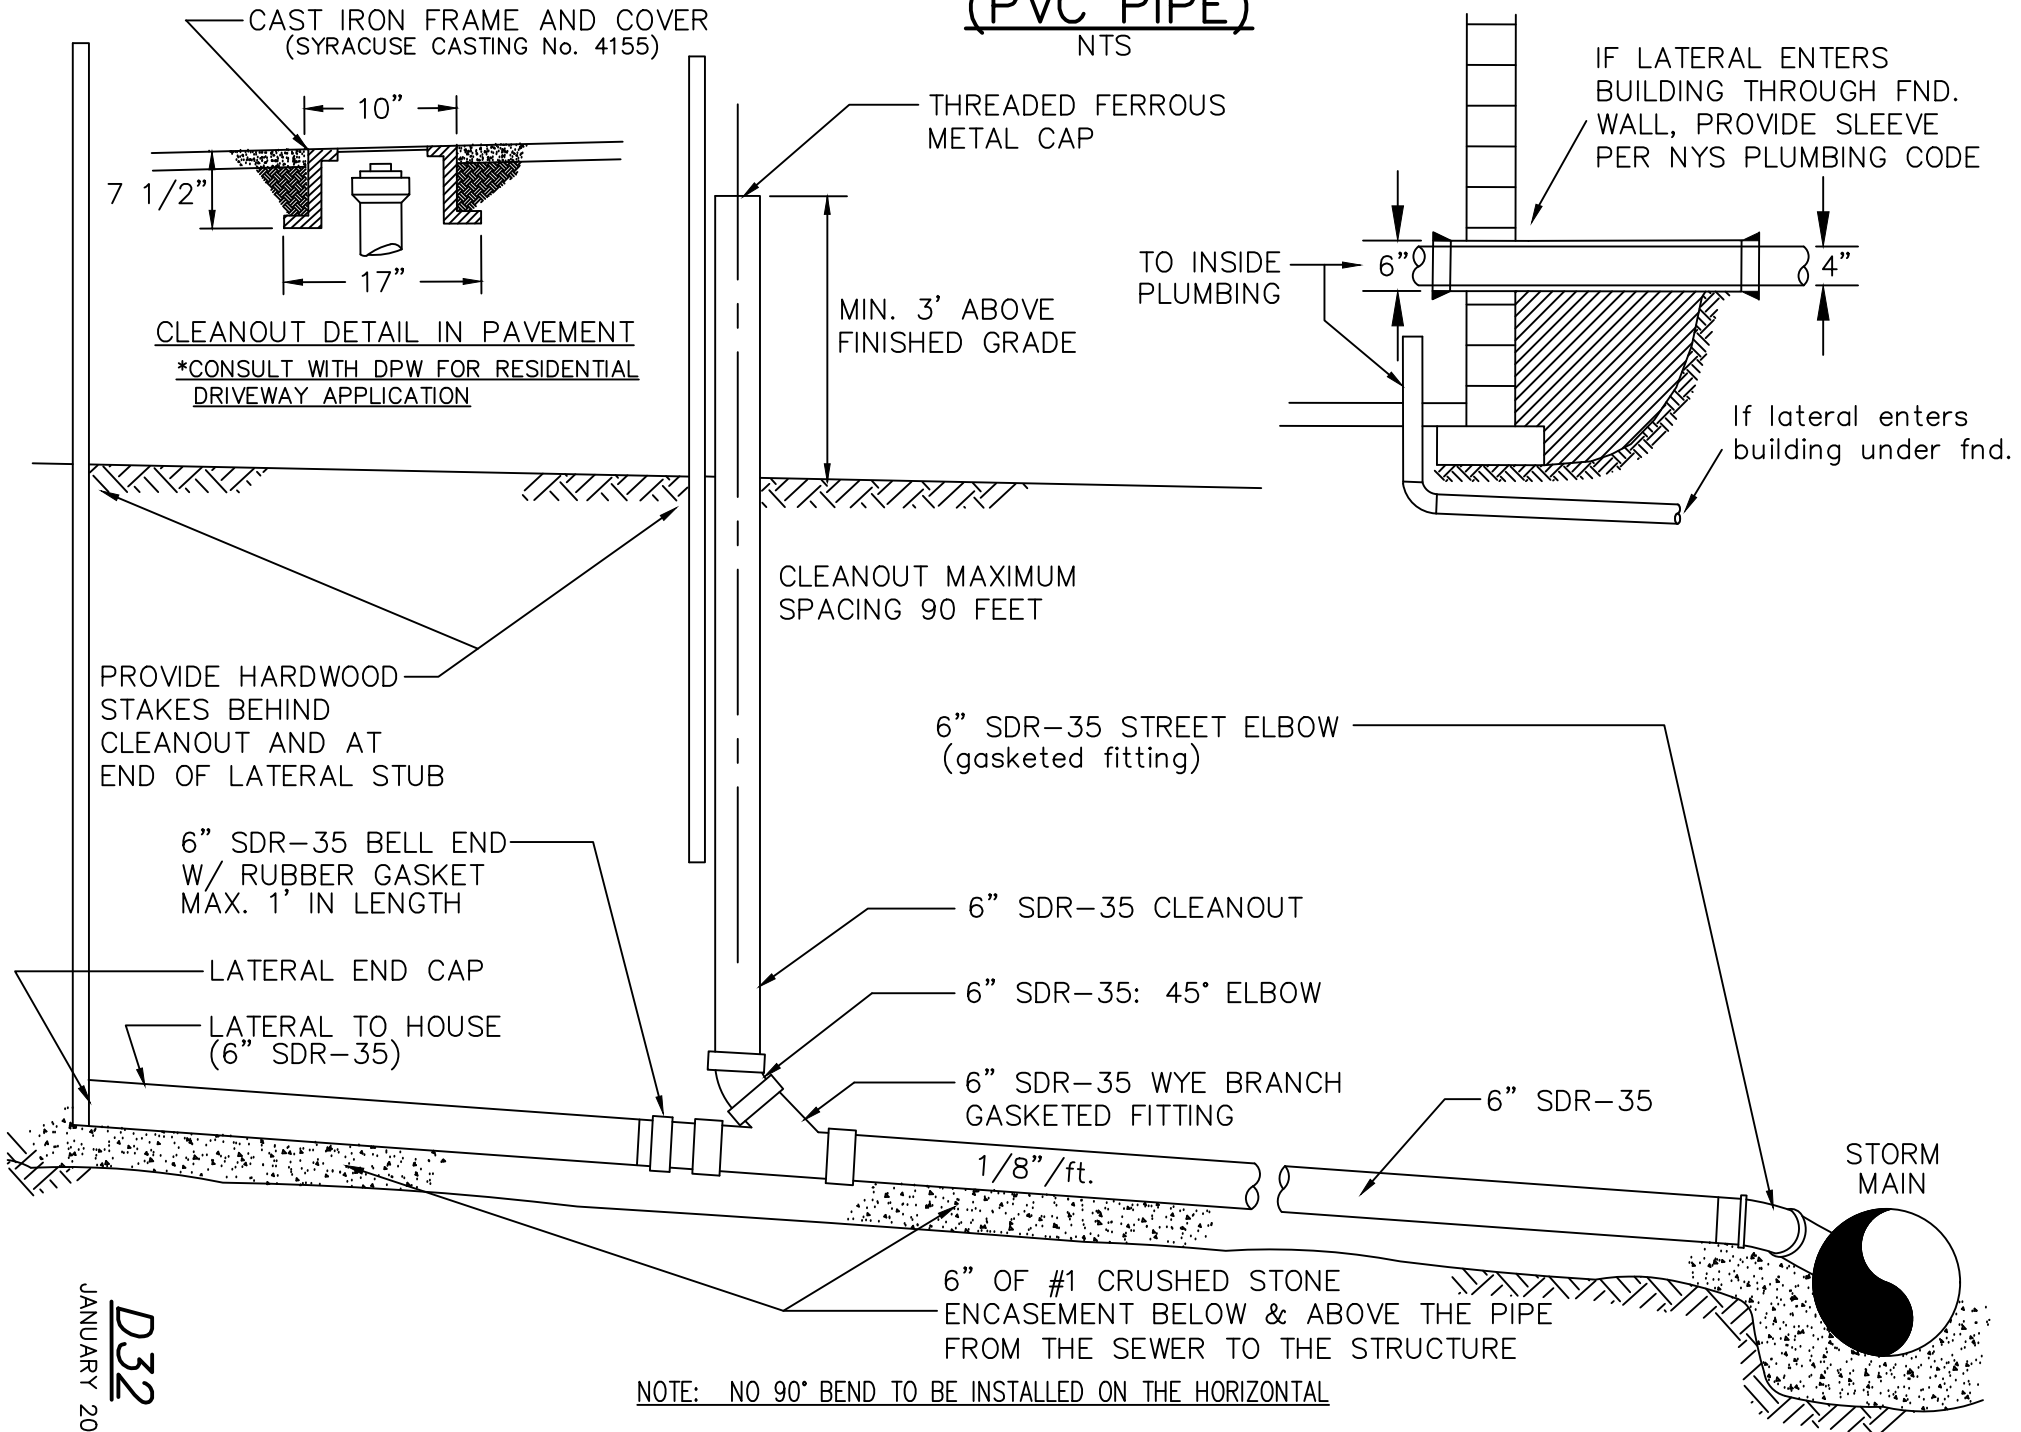 (PVC PIPE)
NTS
CAST IRON FRAME AND COVER
(SYRACUSE CASTING No. 4155)
10”
7 1/2”
17”
CLEANOUT DETAIL IN PAVEMENT
*CONSULT WITH DPW FOR RESIDENTIAL
DRIVEWAY APPLICATION
THREADED FERROUS
METAL CAP
MIN. 3' ABOVE
FINISHED GRADE
IF LATERAL ENTERS
BUILDING THROUGH FND.
WALL, PROVIDE SLEEVE
PER NYS PLUMBING CODE
TO INSIDE
PLUMBING
6”
4”
If lateral enters
building under fnd.
CLEANOUT MAXIMUM
SPACING 90 FEET
PROVIDE HARDWOOD
STAKES BEHIND
CLEANOUT AND AT
END OF LATERAL STUB
6” SDR-35 STREET ELBOW
(gasketed fitting)
6” SDR-35 BELL END
W/ RUBBER GASKET
MAX. 1' IN LENGTH
6” SDR-35 CLEANOUT
LATERAL END CAP
6” SDR-35: 45° ELBOW
LATERAL TO HOUSE
(6” SDR-35)
6” SDR-35 WYE BRANCH
GASKETED FITTING
6” SDR-35
1/8”/ft.
STORM
MAIN
6” OF #1 CRUSHED STONE
ENCASEMENT BELOW & ABOVE THE PIPE
FROM THE SEWER TO THE STRUCTURE
NOTE: NO 90° BEND TO BE INSTALLED ON THE HORIZONTAL
D32
JANUARY 20